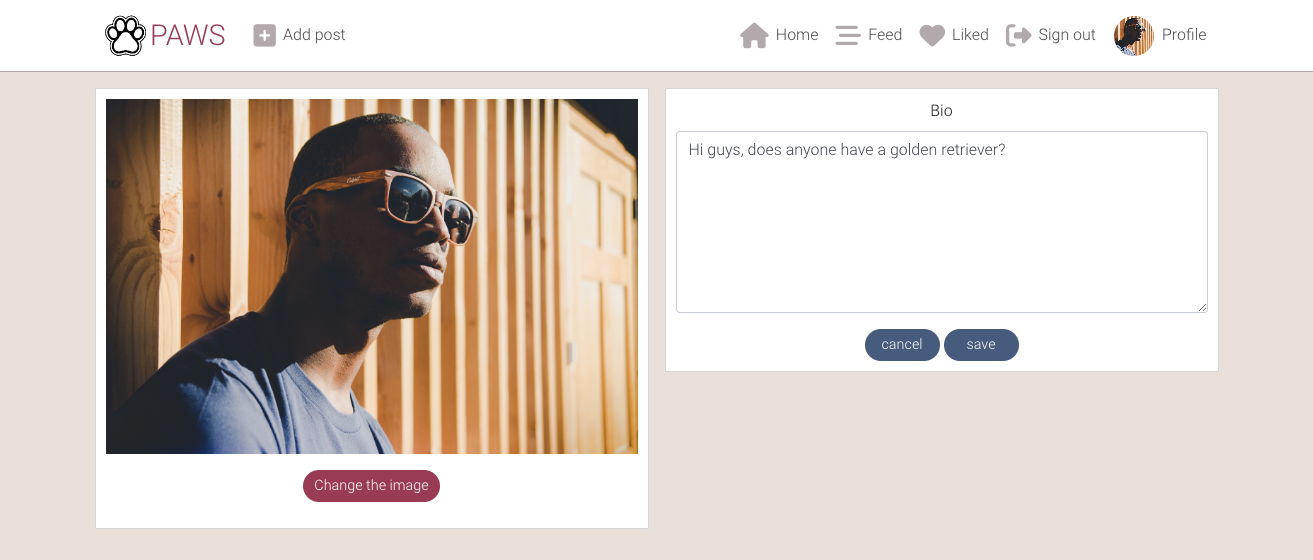 PAWS
Add post
Home
Feed
Liked
Sign out
Profile
Bio
Hi guys, does anyone have a golden retriever?
cancel
save
Change the image